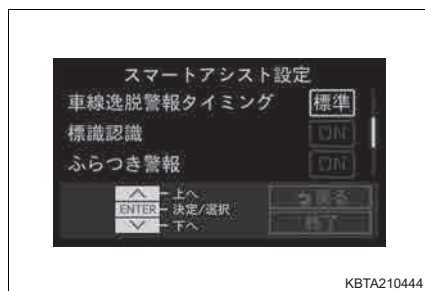 スマートアシスト設定
車線逸脱警報タイミング 標準
標識認識 ON
ふらつき警報 ON
上へ
ENTER 決定/選択
下へ
戻る
終了
KBTA210444